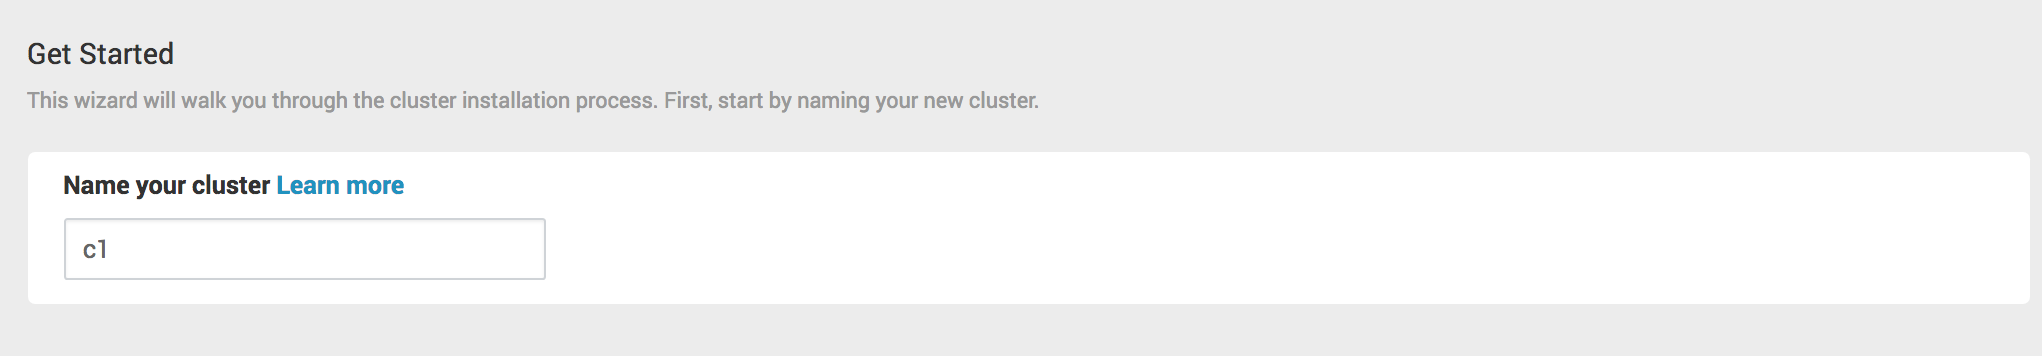 Get Started
This wizard will walk you through the cluster installation process. First, start by naming your new cluster.
Name your cluster Learn more
c1